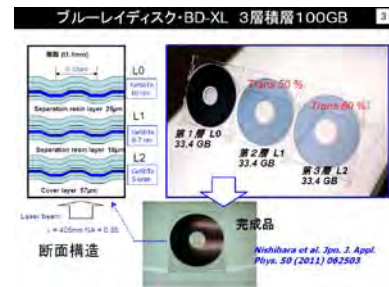 ブルーレイディスク・BD-XL 3層積層100GB
3
樹脂 (t1.1mm)
L0
Separation resin layer 25μm
L1
Separation resin layer 18μm
L2
Cover layer 57μm
Laser beam
λ = 405nm NA = 0.85
断面構造
Trans 50 %
Trans 60 %
第1層 L0
33.4 GB
第2層 L1
33.4 GB
第3層 L2
33.4 GB
完成品
Nishihara et al. Jpn. J. Appl.
Phys. 50 (2011) 062503